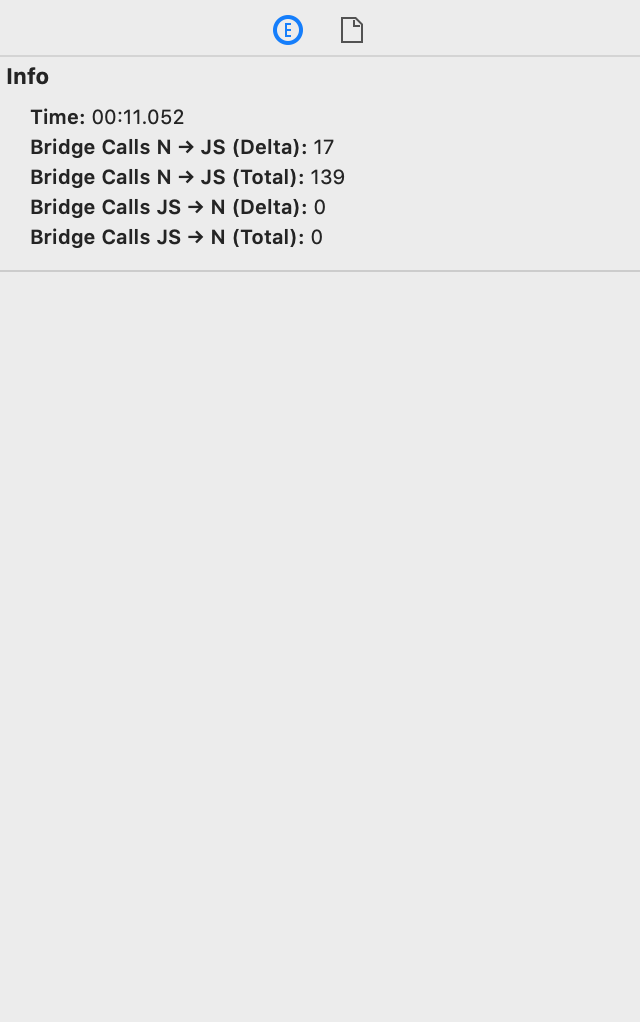 E
Info
Time: 00:11.052
Bridge Calls N → JS (Delta): 17
Bridge Calls N → JS (Total): 139
Bridge Calls JS → N (Delta): 0
Bridge Calls JS → N (Total): 0